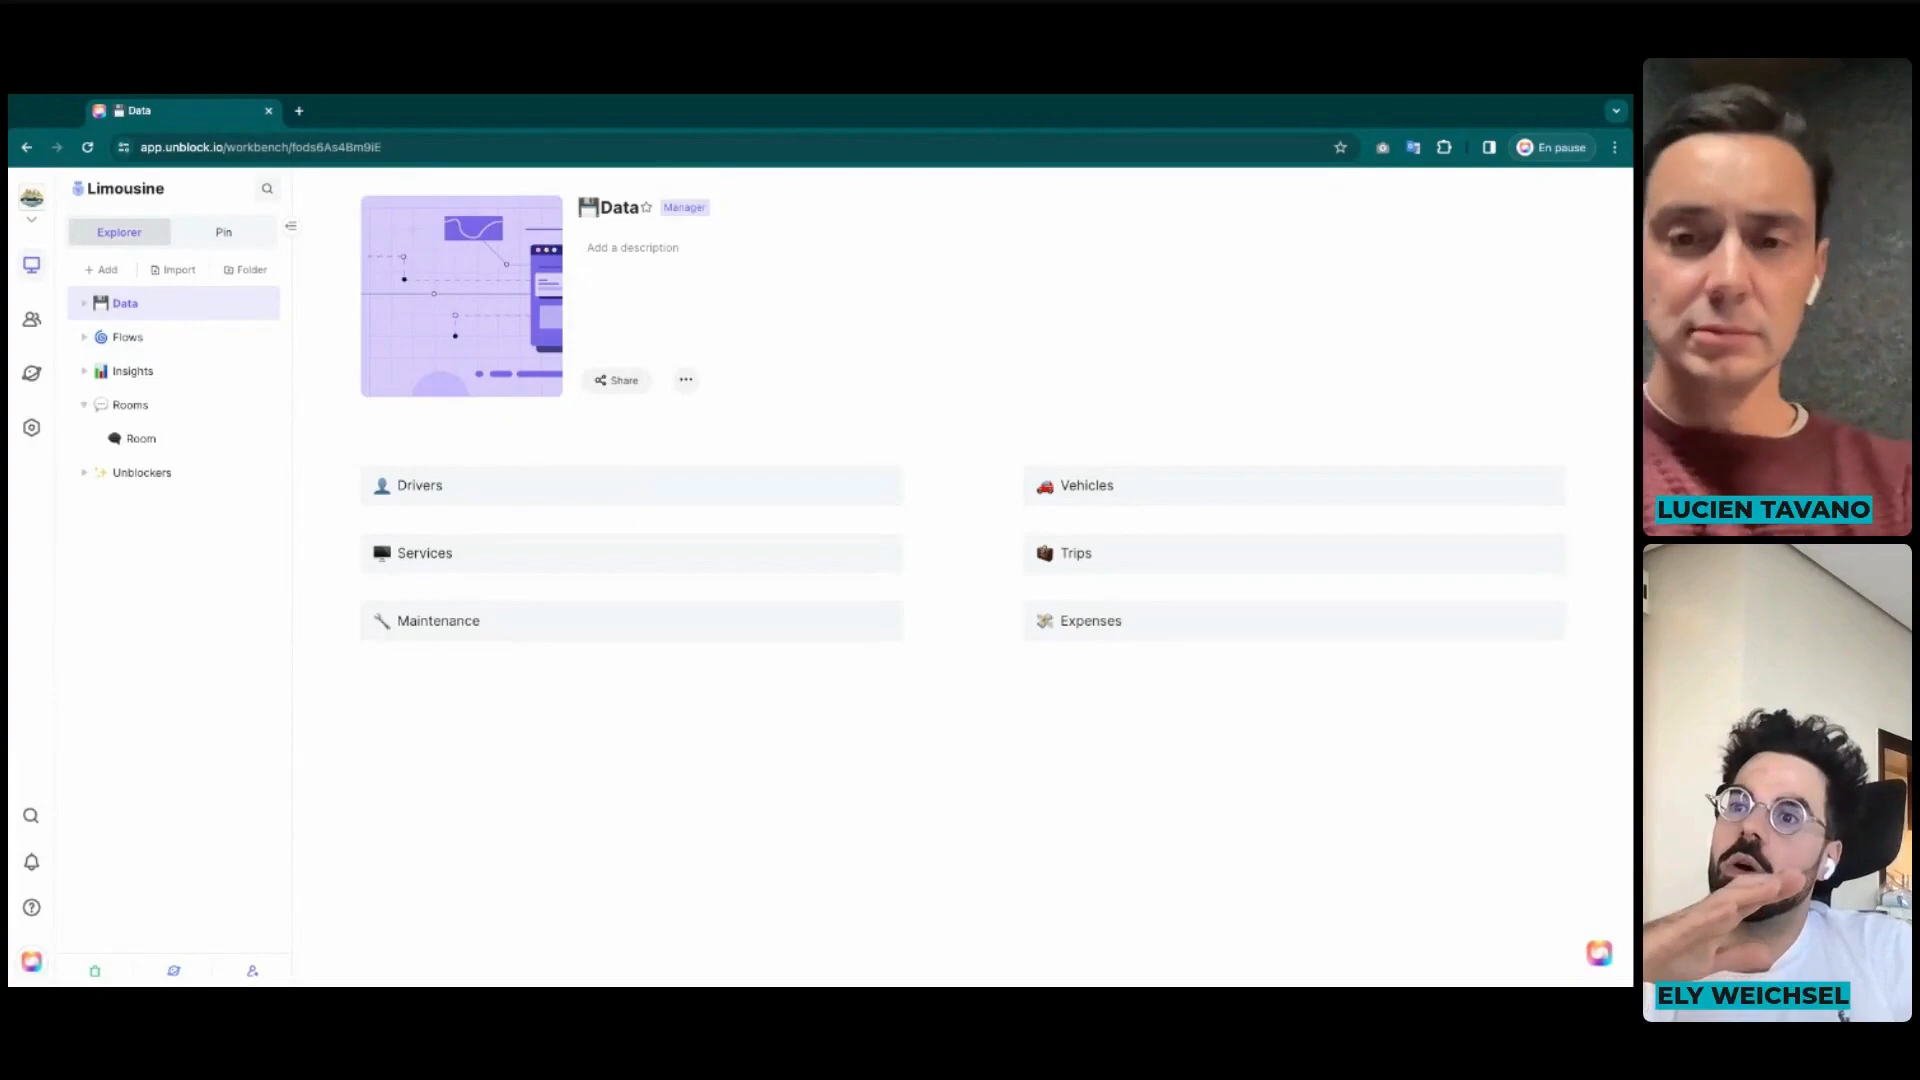 Data
app.unblock.io/workbench/fods6As4Bm9iE
En pause
Limousine
Explorer
Pin
Add
Import
Folder
Data
Flows
Insights
Rooms
Room
Unblockers
Data
Manager
Add a description
Share
Drivers
Vehicles
Services
Trips
Maintenance
Expenses
LUCIEN TAVANO
ELY WEICHSEL